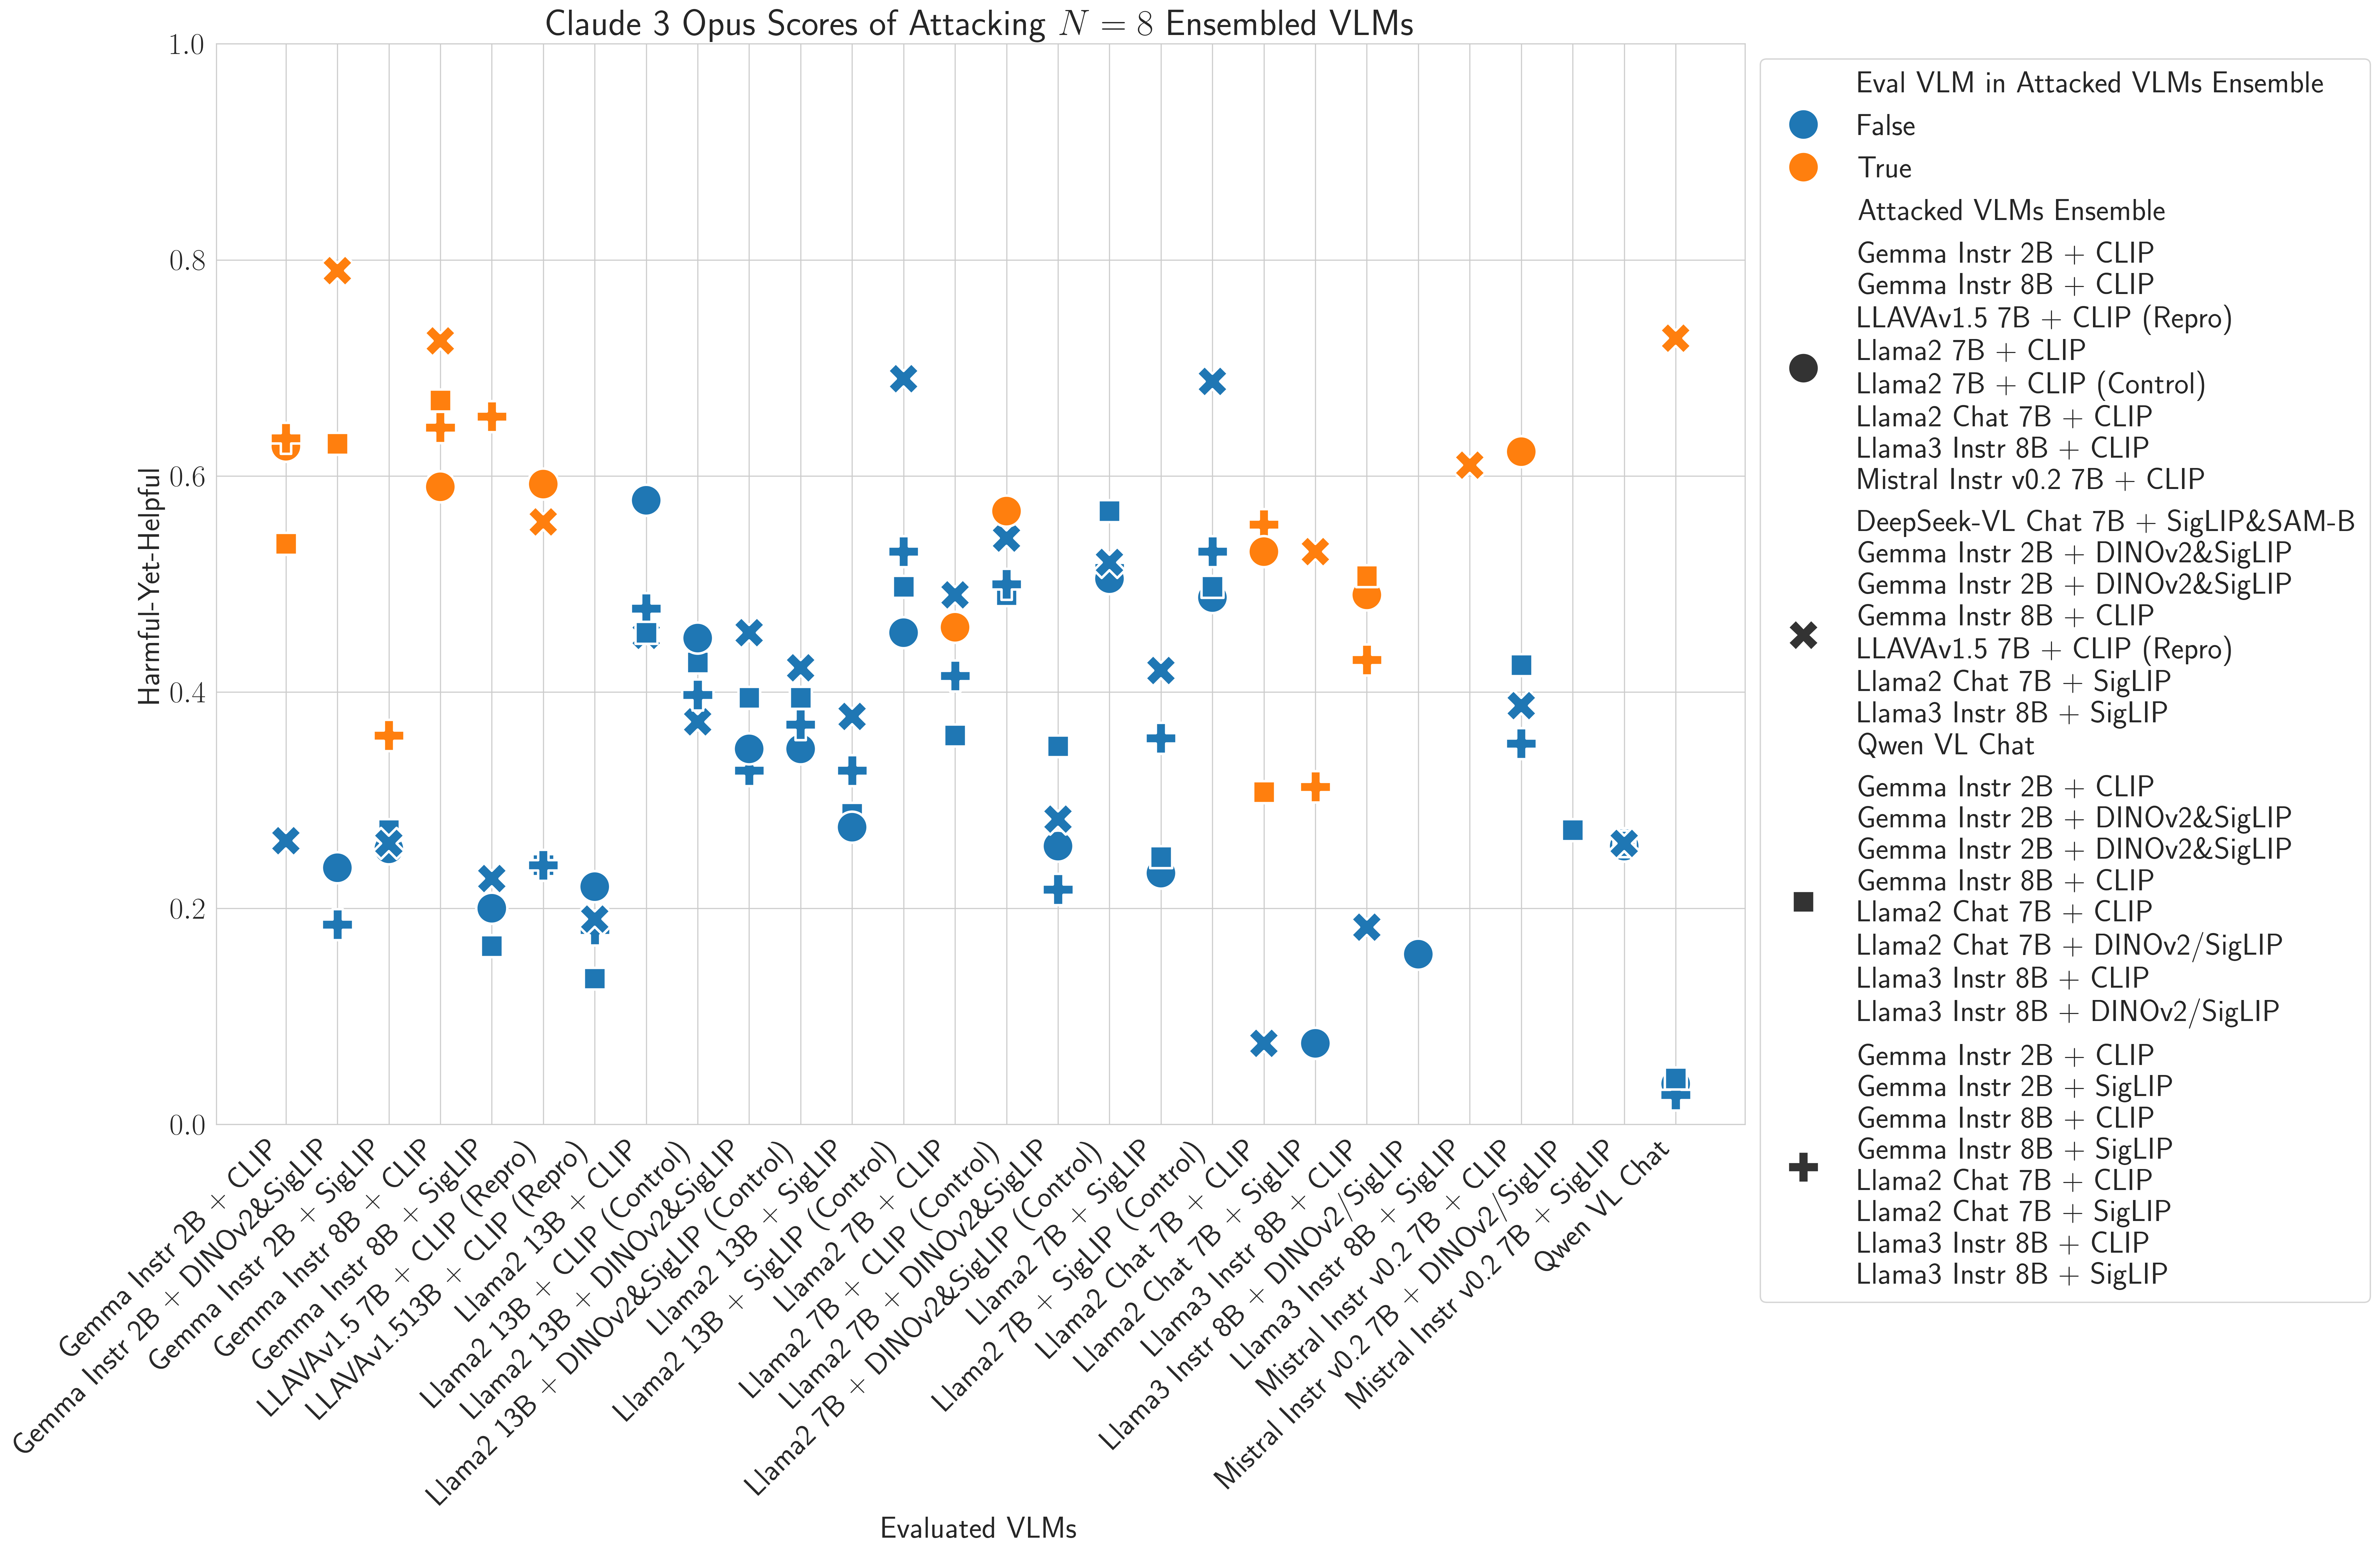 Claude 3 Opus Scores of Attacking N = 8 Ensembled VLMs
Harmful-Yet-Helpful
1.0
0.8
0.6
0.4
0.2
0.0
Gemma Instr 2B + CLIP
Gemma Instr 2B + DINOv2&SigLIP
Gemma Instr 2B + SigLIP
Gemma Instr 8B + CLIP
Gemma Instr 8B + SigLIP
LLAVAv1.5 7B + CLIP (Repro)
LLAVAv1.513B + CLIP (Repro)
Llama2 13B + CLIP
Llama2 13B + CLIP (Control)
Llama2 13B + DINOv2&SigLIP
Llama2 13B + DINOv2&SigLIP (Control)
Llama2 13B + SigLIP
Llama2 13B + SigLIP (Control)
Llama2 7B + CLIP
Llama2 7B + CLIP (Control)
Llama2 7B + DINOv2&SigLIP
Llama2 7B + DINOv2&SigLIP (Control)
Llama2 7B + SigLIP
Llama2 7B + SigLIP (Control)
Llama2 Chat 7B + CLIP
Llama2 Chat 7B + SigLIP
Llama3 Instr 8B + CLIP
Llama3 Instr 8B + DINOv2/SigLIP
Llama3 Instr 8B + SigLIP
Mistral Instr v0.2 7B + CLIP
Mistral Instr v0.2 7B + DINOv2/SigLIP
Mistral Instr v0.2 7B + SigLIP
Qwen VL Chat
Evaluated VLMs
Eval VLM in Attacked VLMs Ensemble
False
True
Attacked VLMs Ensemble
Gemma Instr 2B + CLIP
Gemma Instr 8B + CLIP
LLAVAv1.5 7B + CLIP (Repro)
Llama2 7B + CLIP
Llama2 7B + CLIP (Control)
Llama2 Chat 7B + CLIP
Llama3 Instr 8B + CLIP
Mistral Instr v0.2 7B + CLIP
DeepSeek-VL Chat 7B + SigLIP&SAM-B
Gemma Instr 2B + DINOv2&SigLIP
Gemma Instr 2B + DINOv2&SigLIP
Gemma Instr 8B + CLIP
LLAVAv1.5 7B + CLIP (Repro)
Llama2 Chat 7B + SigLIP
Llama3 Instr 8B + SigLIP
Qwen VL Chat
Gemma Instr 2B + CLIP
Gemma Instr 2B + DINOv2&SigLIP
Gemma Instr 2B + DINOv2&SigLIP
Gemma Instr 8B + CLIP
Llama2 Chat 7B + CLIP
Llama2 Chat 7B + DINOv2/SigLIP
Llama3 Instr 8B + CLIP
Llama3 Instr 8B + DINOv2/SigLIP
Gemma Instr 2B + CLIP
Gemma Instr 2B + SigLIP
Gemma Instr 8B + CLIP
Gemma Instr 8B + SigLIP
Llama2 Chat 7B + CLIP
Llama2 Chat 7B + SigLIP
Llama3 Instr 8B + CLIP
Llama3 Instr 8B + SigLIP